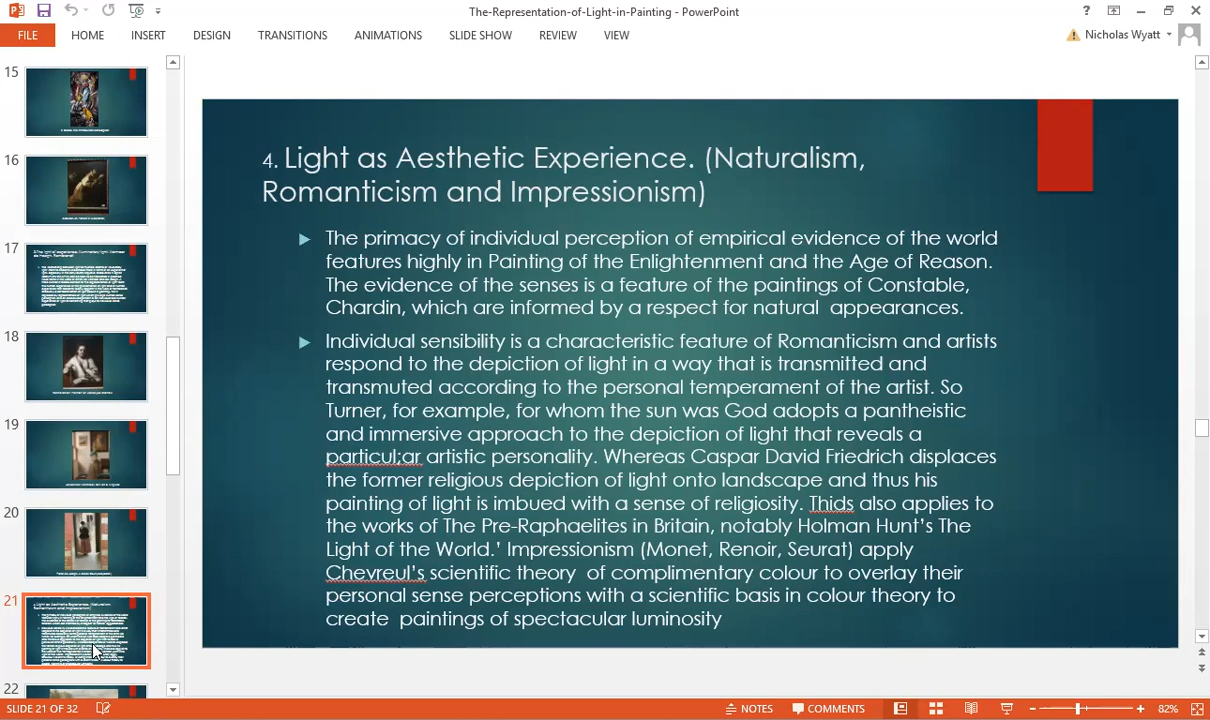 The-Representation-of-Light-in-Painting - PowerPoint
FILE HOME INSERT DESIGN TRANSITIONS ANIMATIONS SLIDE SHOW REVIEW VIEW
Nicholas Wyatt
15
16
17
18
19
20
21
22
4. Light as Aesthetic Experience. (Naturalism,
Romanticism and Impressionism)
The primacy of individual perception of empirical evidence of the world
features highly in Painting of the Enlightenment and the Age of Reason.
The evidence of the senses is a feature of the paintings of Constable,
Chardin, which are informed by a respect for natural  appearances.
Individual sensibility is a characteristic feature of Romanticism and artists
respond to the depiction of light in a way that is transmitted and
transmuted according to the personal temperament of the artist. So
Turner, for example, for whom the sun was God adopts a pantheistic
and immersive approach to the depiction of light that reveals a
particul;ar artistic personality. Whereas Caspar David Friedrich displaces
the former religious depiction of light onto landscape and thus his
painting of light is imbued with a sense of religiosity. Thids also applies to
the works of The Pre-Raphaelites in Britain, notably Holman Hunt’s The
Light of the World.’ Impressionism (Monet, Renoir, Seurat) apply
Chevreul’s scientific theory  of complimentary colour to overlay their
personal sense perceptions with a scientific basis in colour theory to
create  paintings of spectacular luminosity
SLIDE 21 OF 32
NOTES COMMENTS 82%